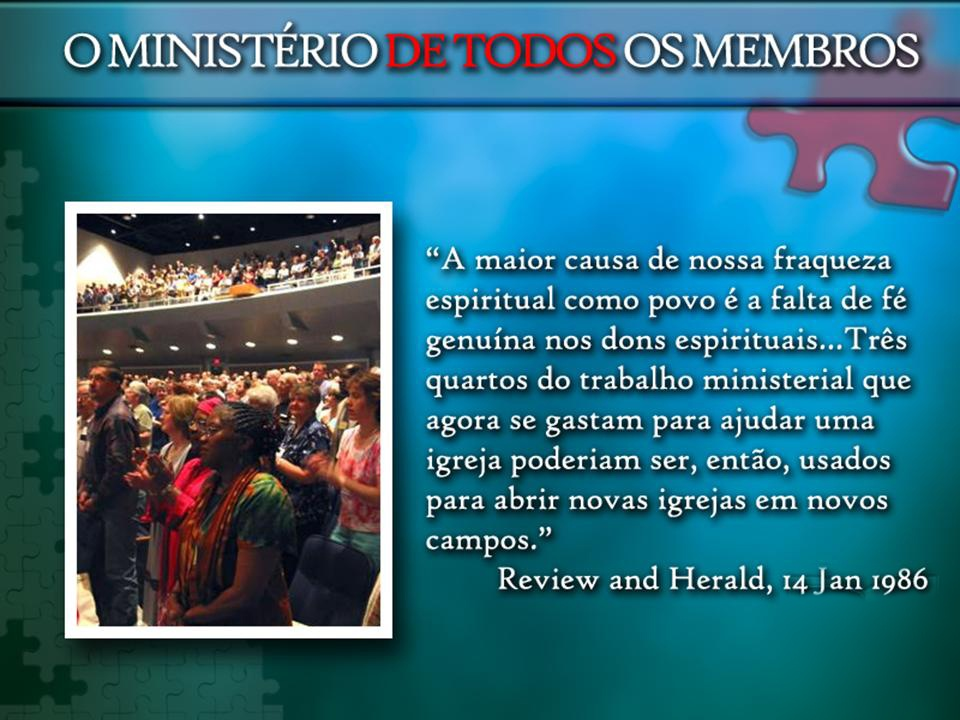 O MINISTÉRIO DE TODOS OS MEMBROS
“A maior causa de nossa fraqueza
espiritual como povo é a falta de fé
genuína nos dons espirituais...Três
quartos do trabalho ministerial que
agora se gastam para ajudar uma
igreja poderiam ser, então, usados
para abrir novas igrejas em novos
campos.”
Review and Herald, 14 Jan 1986